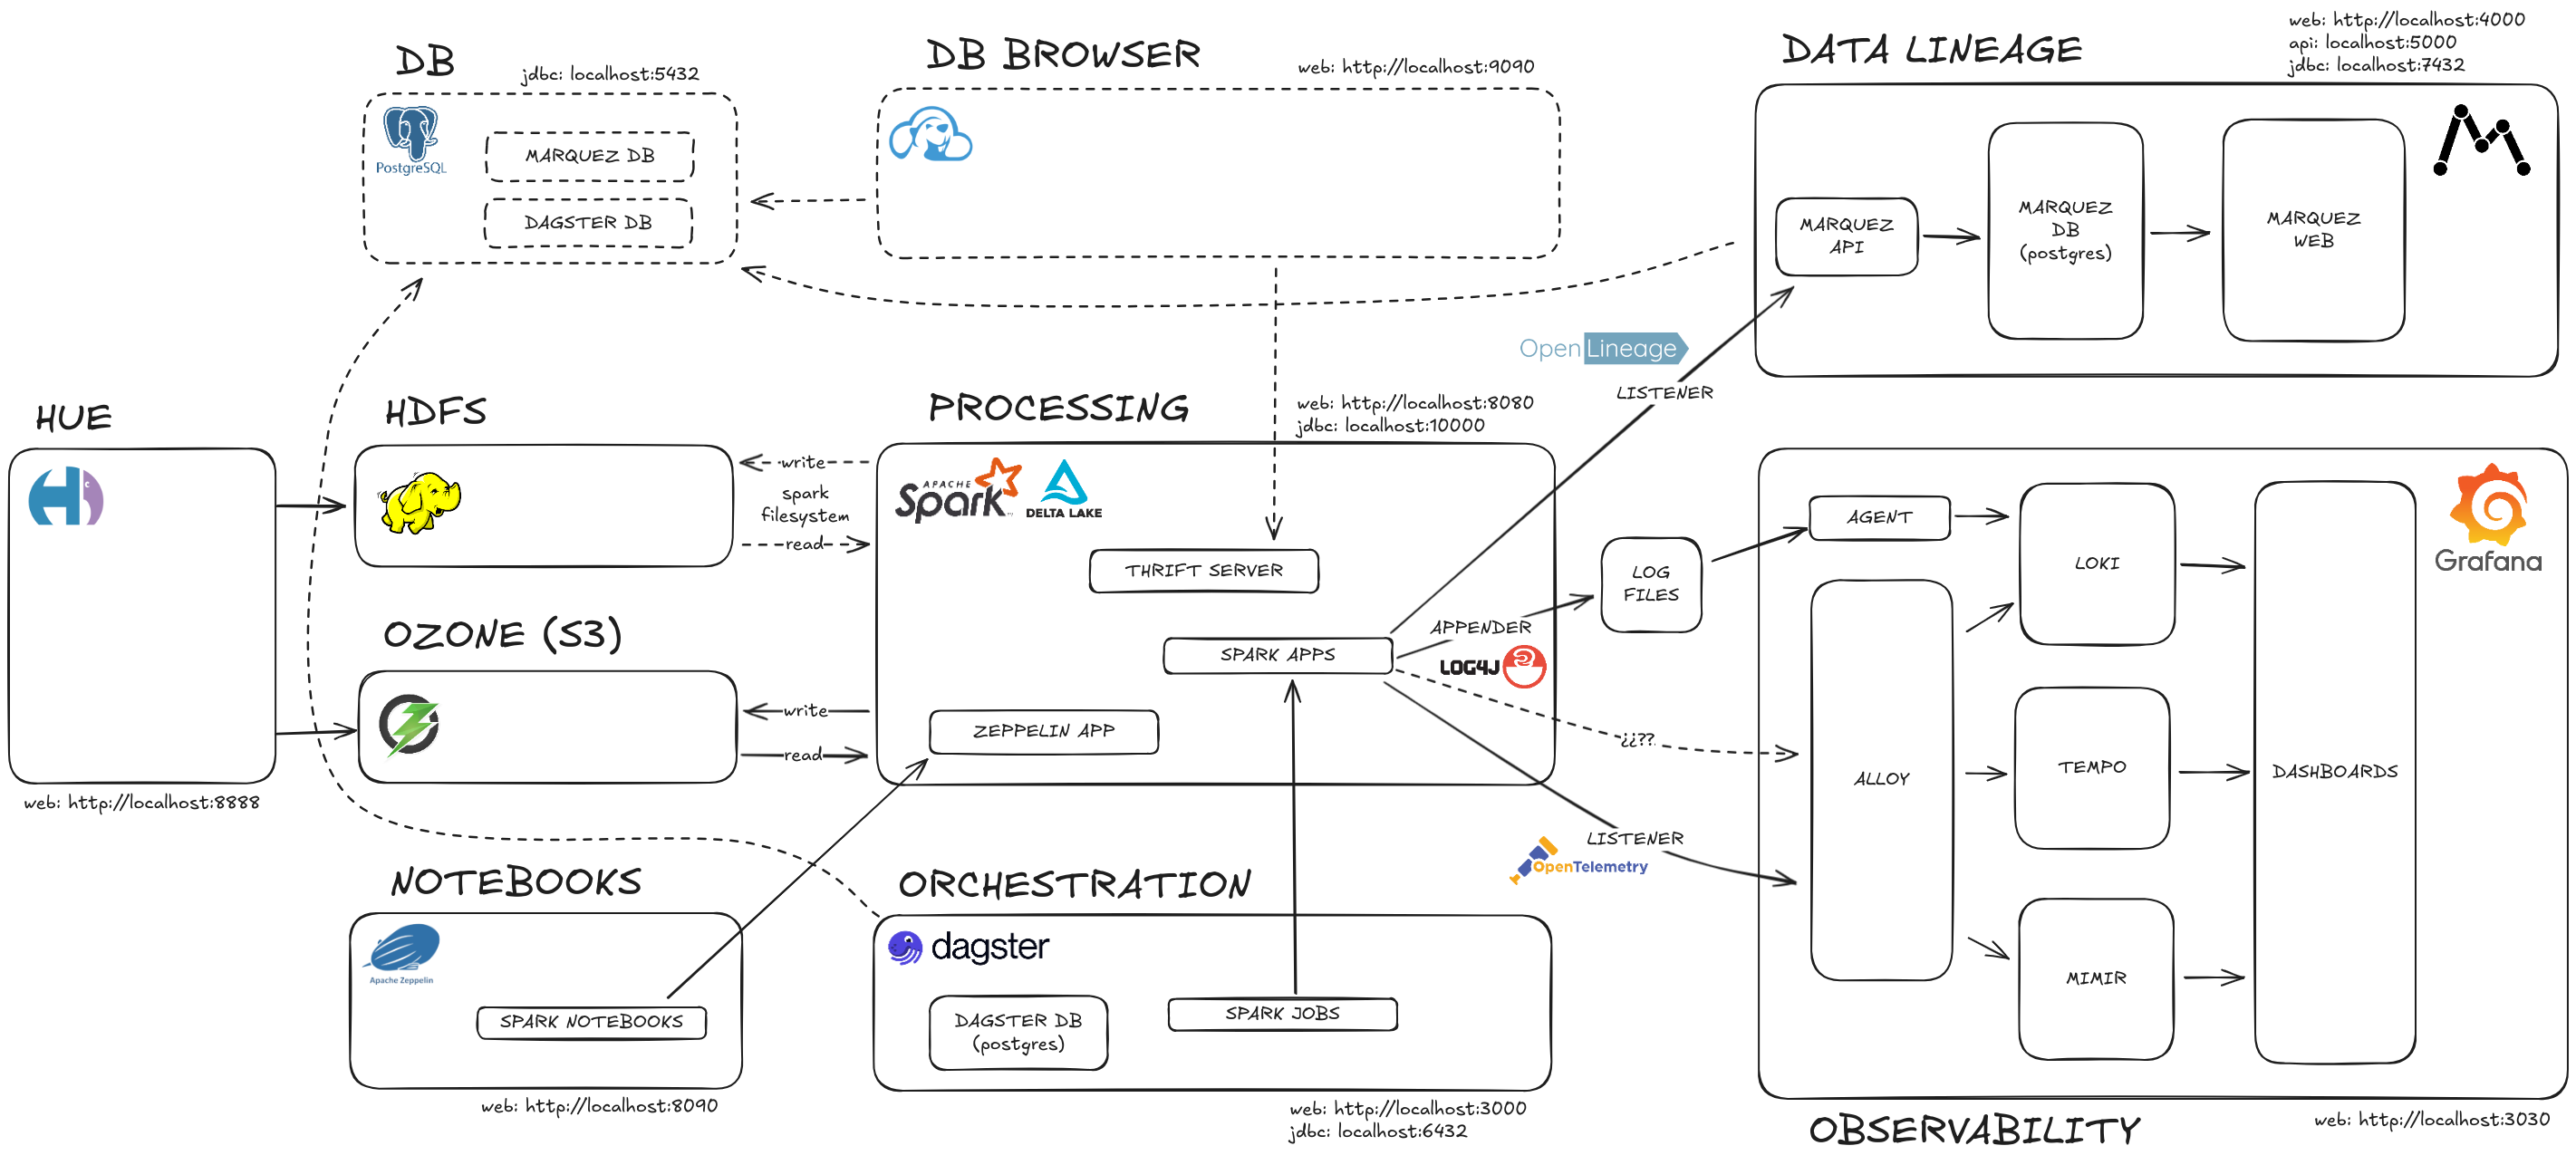 DB
jdbc: localhost:5432
PostgreSQL
MARQUEZ DB
DAGSTER DB
DB BROWSER
web: http://localhost:9090
DATA LINEAGE
web: http://localhost:4000
api: localhost:5000
jdbc: localhost:7432
MARQUEZ
API
MARQUEZ
DB
(postgres)
MARQUEZ
WEB
OpenLineage
LISTENER
HUE
web: http://localhost:8888
HDFS
write
spark
filesystem
read
OZONE (S3)
write
read
PROCESSING
web: http://localhost:8080
jdbc: localhost:10000
APACHE
Spark
DELTA LAKE
THRIFT SERVER
SPARK APPS
ZEPPELIN APP
APPENDER
LOG4J
LOG
FILES
¿¿??
LISTENER
OpenTelemetry
NOTEBOOKS
Apache Zeppelin
SPARK NOTEBOOKS
web: http://localhost:8090
ORCHESTRATION
dagster
DAGSTER DB
(postgres)
SPARK JOBS
web: http://localhost:3000
jdbc: localhost:6432
AGENT
ALLOY
LOKI
TEMPO
MIMIR
DASHBOARDS
Grafana
OBSERVABILITY
web: http://localhost:3030